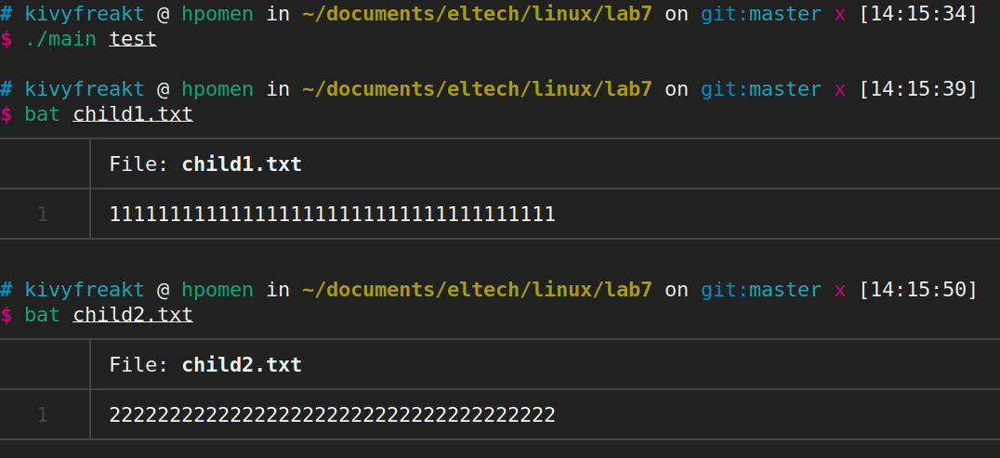 # kivyfreakt @ hpomen in ~/documents/eltech/linux/lab7 on git:master x [14:15:34]
$ ./main test
# kivyfreakt @ hpomen in ~/documents/eltech/linux/lab7 on git:master x [14:15:39]
$ bat child1.txt
File: child1.txt
1 1111111111111111111111111111111111111
# kivyfreakt @ hpomen in ~/documents/eltech/linux/lab7 on git:master x [14:15:50]
$ bat child2.txt
File: child2.txt
1 2222222222222222222222222222222222222